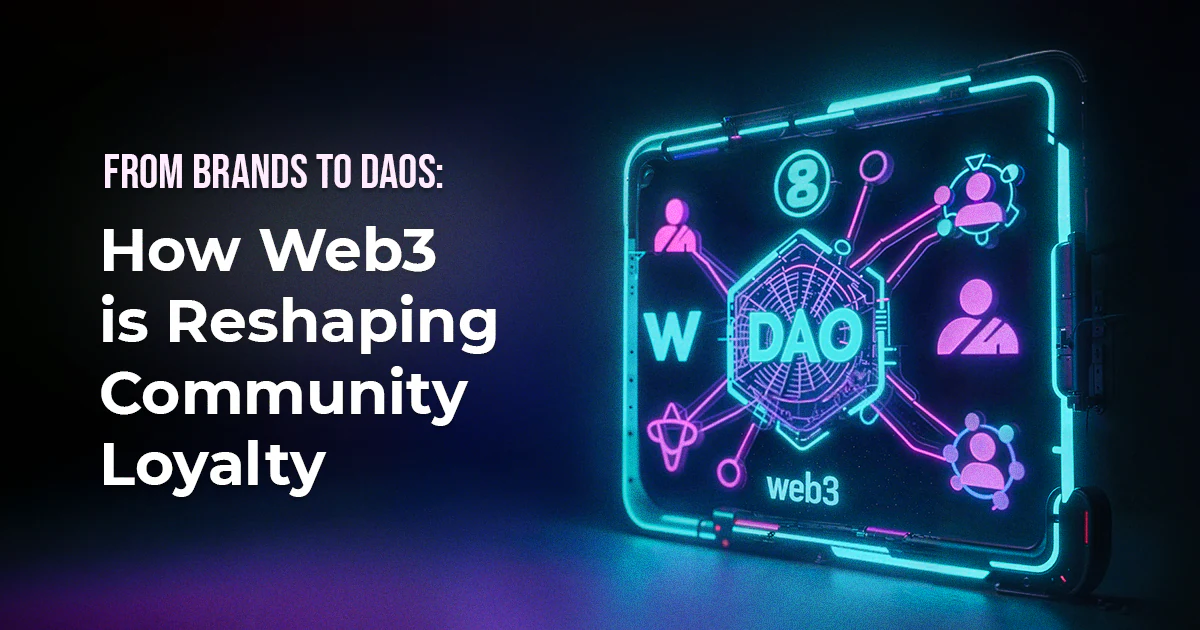 FROM BRANDS TO DAOS:
How Web3
is Reshaping
Community
Loyalty
8
W
DAO
web3